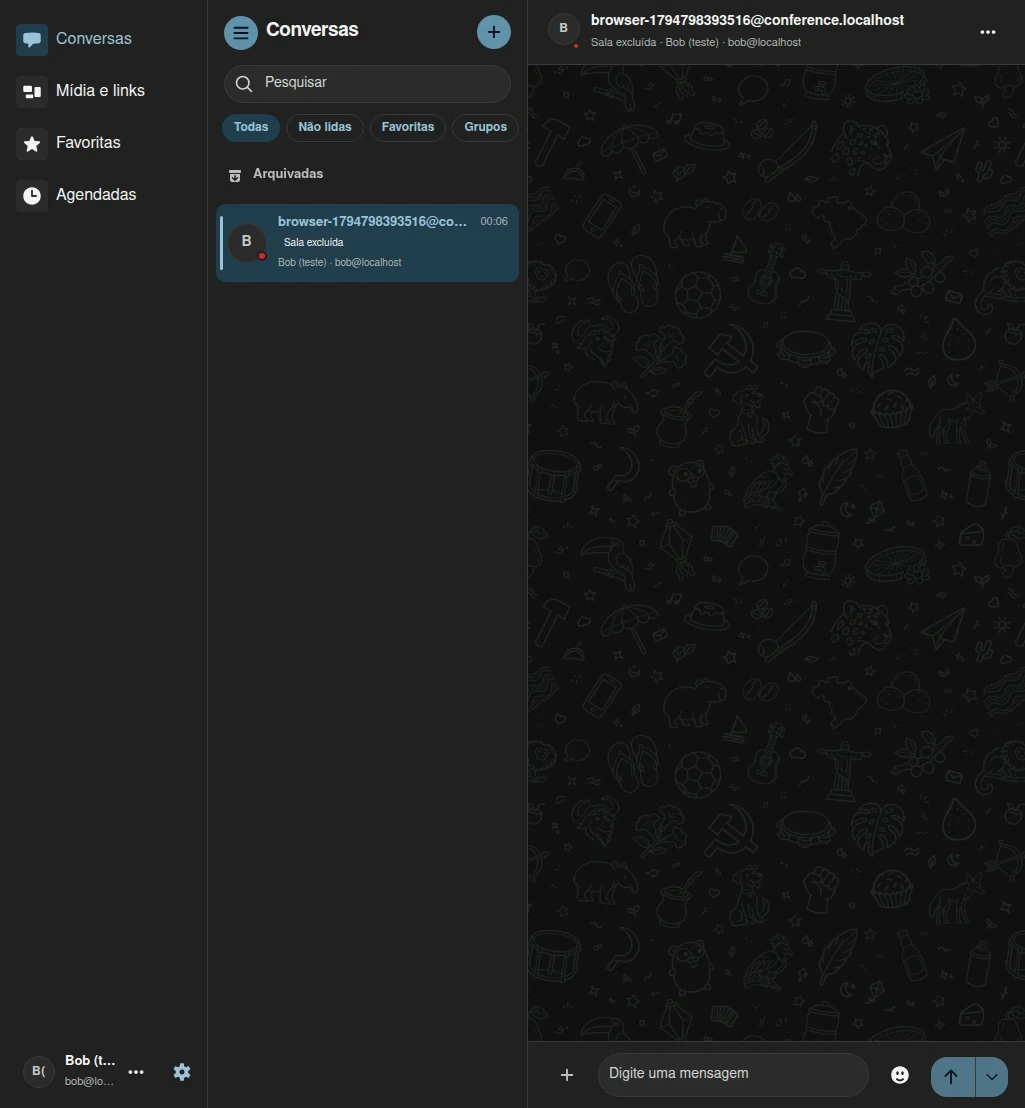 Conversas
Mídia e links
Favoritas
Agendadas
Bob (t...
bob@lo...
B(
Conversas
Pesquisar
Todas
Não lidas
Favoritas
Grupos
Arquivadas
B
browser-1794798393516@co...
00:06
Sala excluída
Bob (teste) · bob@localhost
B
browser-1794798393516@conference.localhost
Sala excluída · Bob (teste) · bob@localhost
Digite uma mensagem